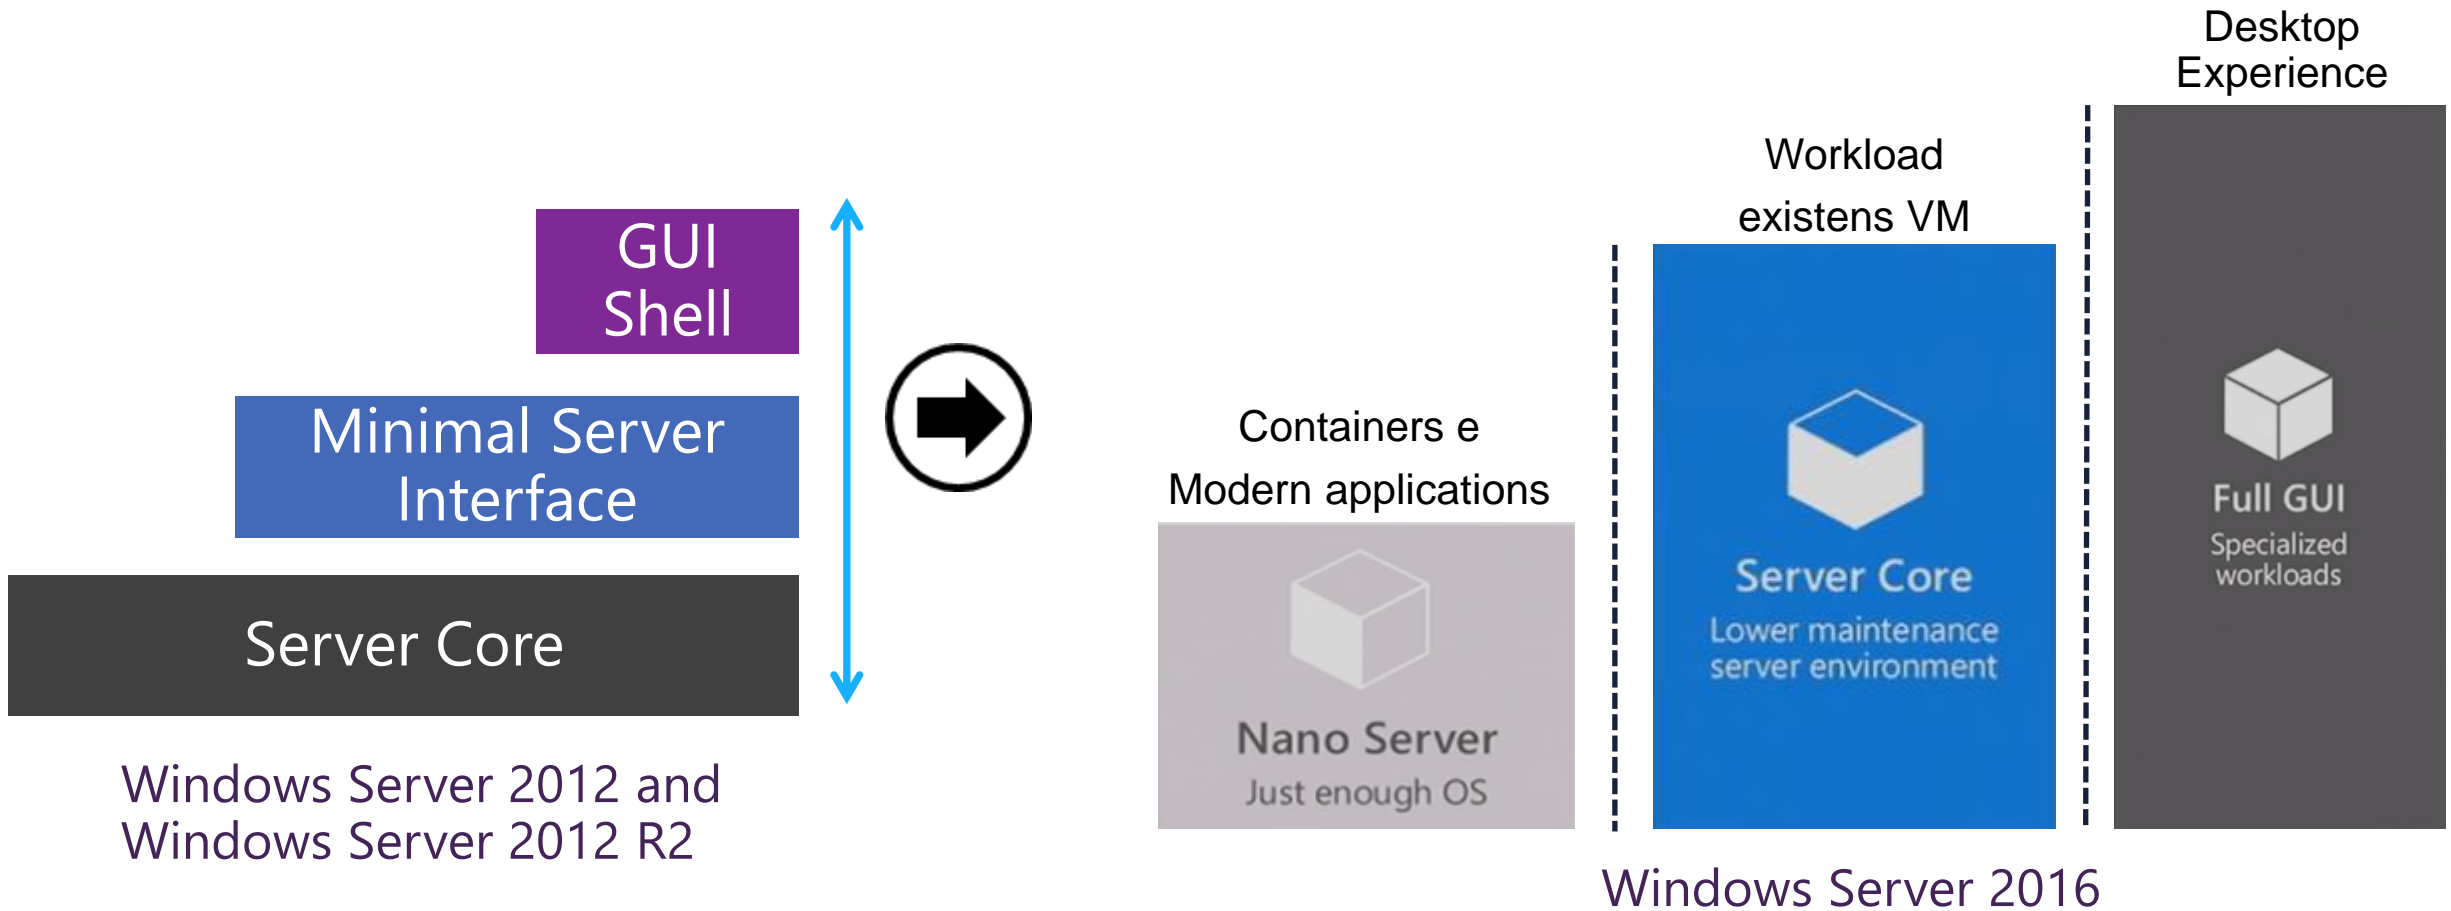 GUI
Shell
Minimal Server
Interface
Server Core
Windows Server 2012 and
Windows Server 2012 R2
Containers e
Modern applications
Nano Server
Just enough OS
Workload
existens VM
Server Core
Lower maintenance
server environment
Desktop
Experience
Full GUI
Specialized
workloads
Windows Server 2016